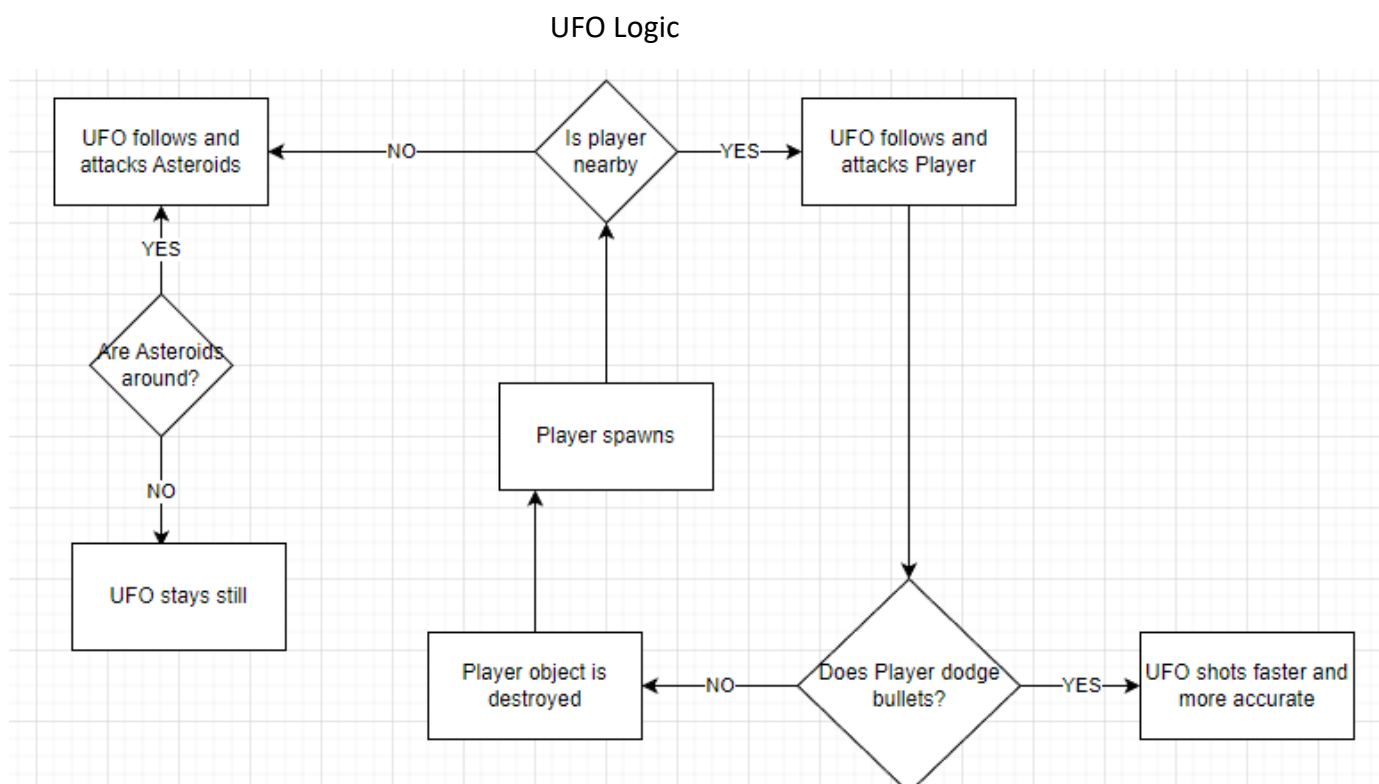 UFO Logic
UFO follows and
attacks Asteroids
NO
Is player
nearby
YES
UFO follows and
attacks Player
YES
Are Asteroids
around?
NO
UFO stays still
Player spawns
Player object is
destroyed
NO
Does Player dodge
bullets?
YES
UFO shots faster and
more accurate